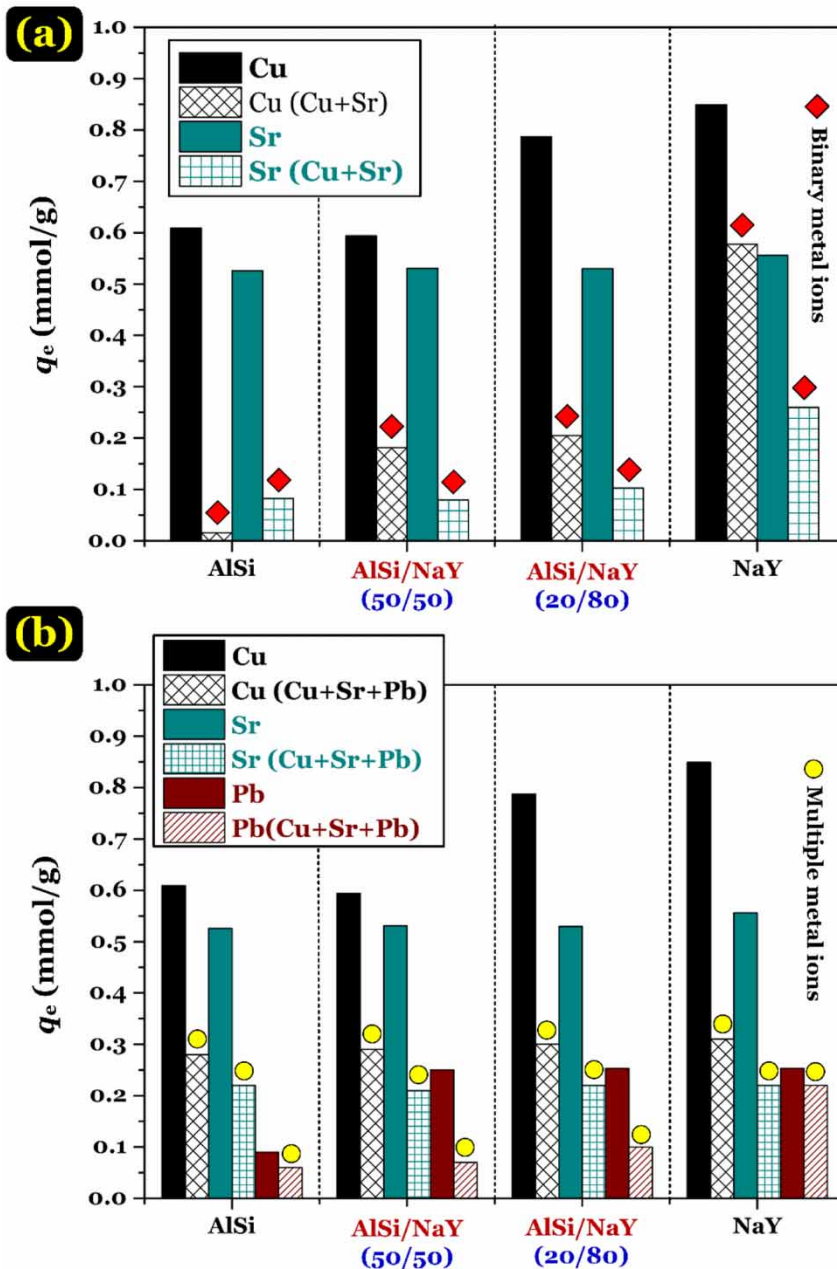 (a)
1.0
0.9
0.8
0.7
0.6
0.5
0.4
0.3
0.2
0.1
0.0
qe (mmol/g)
Cu
Cu (Cu+Sr)
Sr
Sr (Cu+Sr)
Binary metal ions
AlSi
AlSi/NaY
(50/50)
AlSi/NaY
(20/80)
NaY
(b)
1.0
0.9
0.8
0.7
0.6
0.5
0.4
0.3
0.2
0.1
0.0
qe (mmol/g)
Cu
Cu (Cu+Sr+Pb)
Sr
Sr (Cu+Sr+Pb)
Pb
Pb(Cu+Sr+Pb)
Multiple metal ions
AlSi
AlSi/NaY
(50/50)
AlSi/NaY
(20/80)
NaY